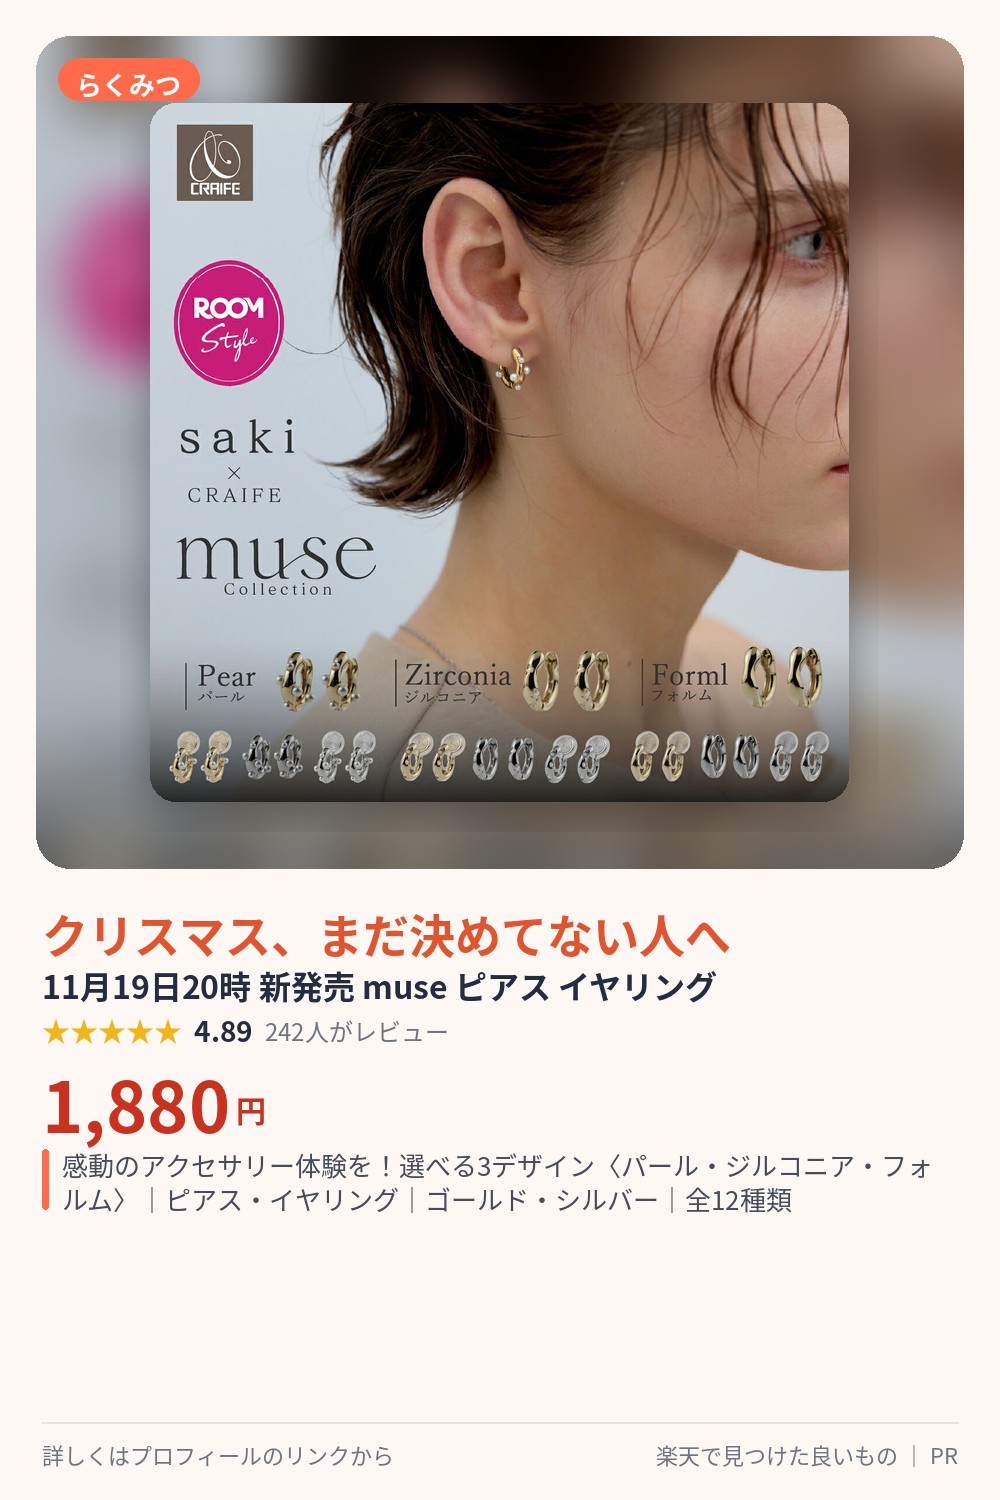 らくみつ
CRAIFE
ROOM
Style
saki
×
CRAIFE
muse
Collection
Pear
パール
Zirconia
ジルコニア
Forml
フォルム
クリスマス、まだ決めてない人へ
11月19日20時 新発売 muse ピアス イヤリング
★★★★★ 4.89 242人がレビュー
1,880円
感動のアクセサリー体験を！選べる3デザイン〈パール・ジルコニア・フォ
ルム〉｜ピアス・イヤリング｜ゴールド・シルバー｜全12種類
詳しくはプロフィールのリンクから
楽天で見つけた良いもの ｜ PR